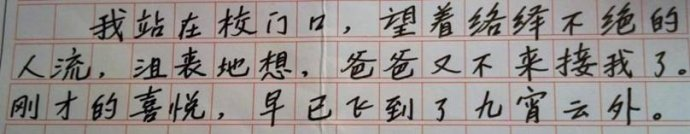 我站在校门口，望着络绎不绝的
人流，沮丧地想，爸爸又不来接我了。
刚才的喜悦，早已飞到了九宵云外。